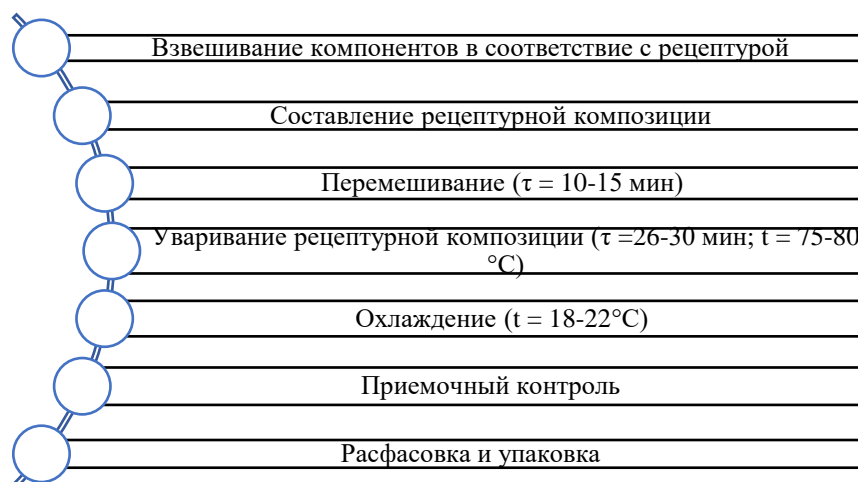 Взвешивание компонентов в соответствие с рецептурой
Составление рецептурной композиции
Перемешивание (τ = 10-15 мин)
Уваривание рецептурной композиции (τ =26-30 мин; t = 75-80
°C)
Охлаждение (t = 18-22°C)
Приемочный контроль
Расфасовка и упаковка